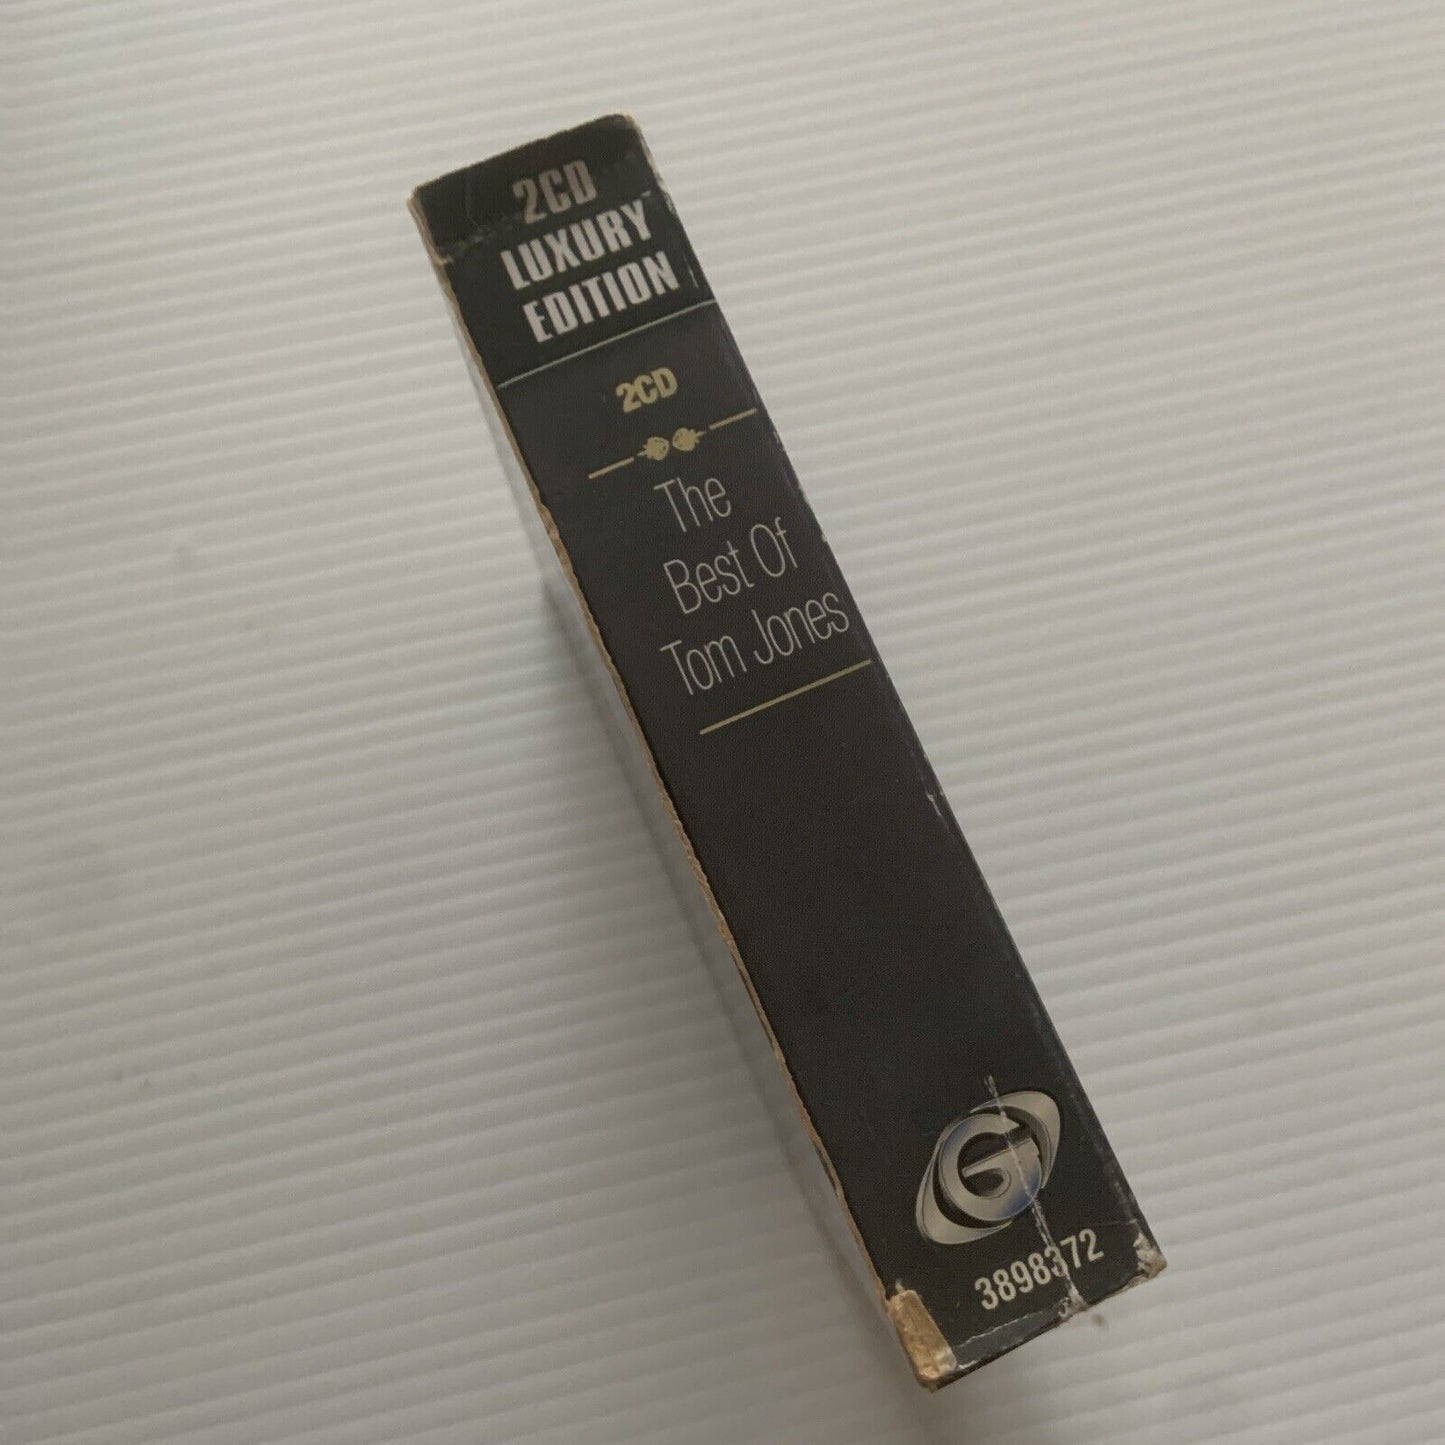 2CD
LUXURY
EDITION
2CD
The
Best Of
Tom Jones
G
3898372